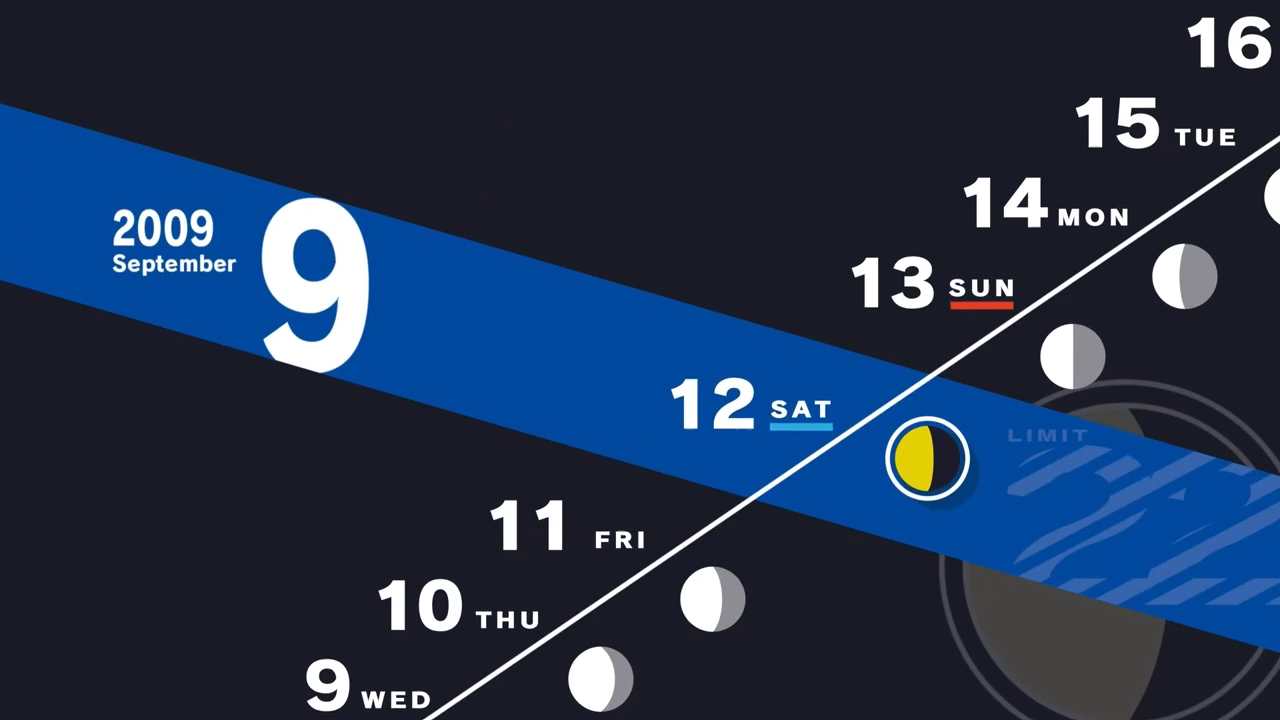 16
15 TUE
14 MON
13 SUN
2009
September
9
12 SAT
LIMIT
11 FRI
10 THU
9 WED